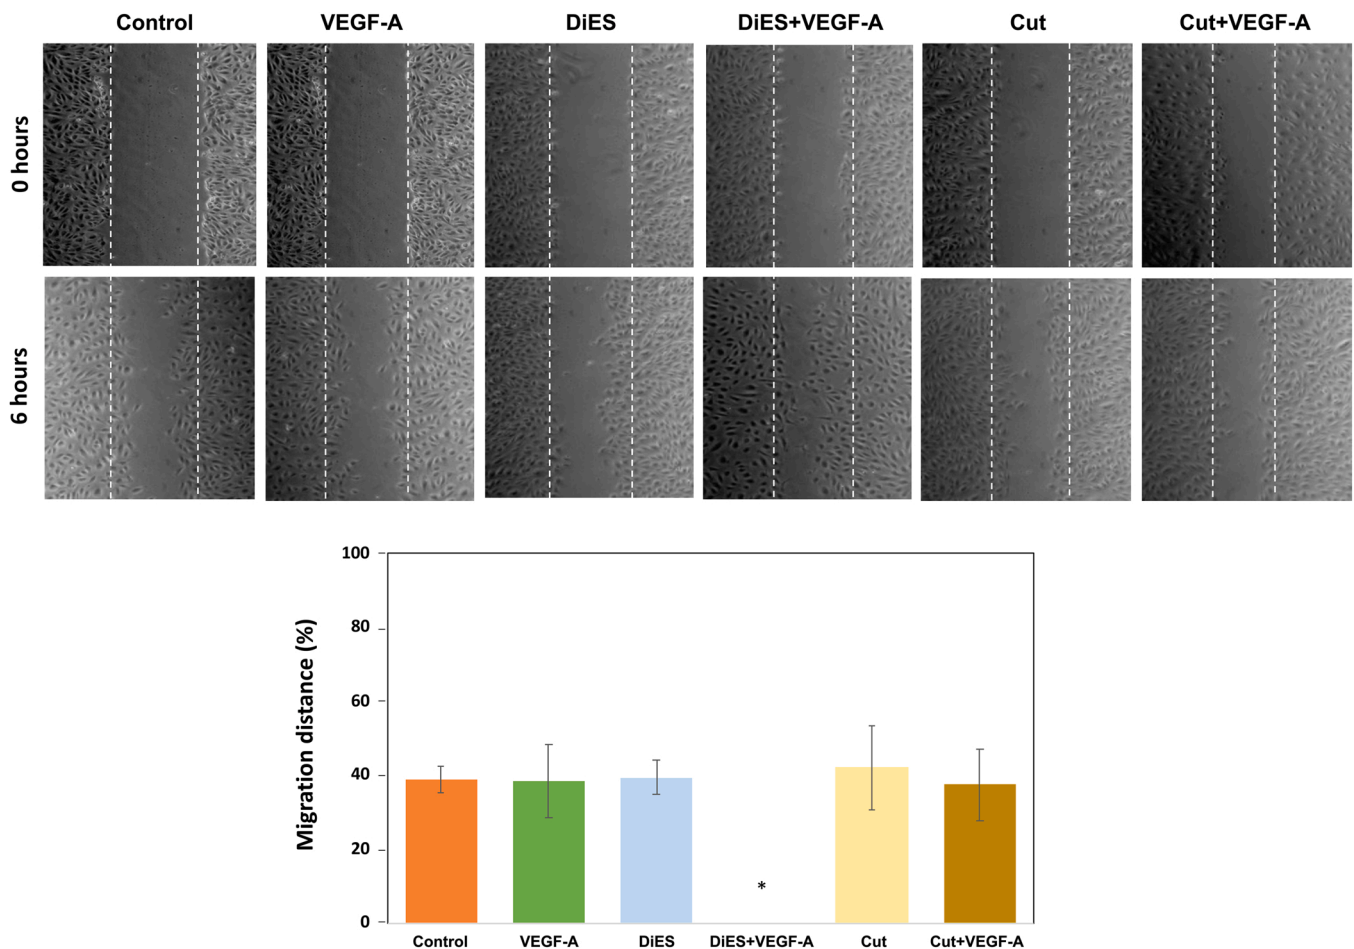 Control VEGF-A DiES DiES+VEGF-A Cut Cut+VEGF-A
0 hours
6 hours
Migration distance (%)
100
80
60
40
20
0
*
Control VEGF-A DiES DiES+VEGF-A Cut Cut+VEGF-A